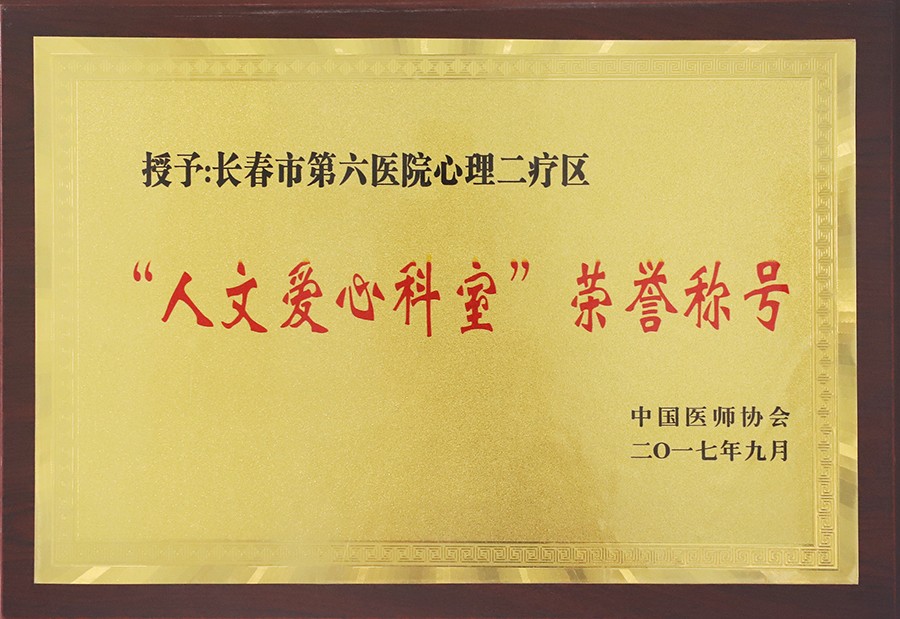 授予:长春市第六医院心理二疗区
“人文爱心科室”荣誉称号
中国医师协会
二O一七年九月